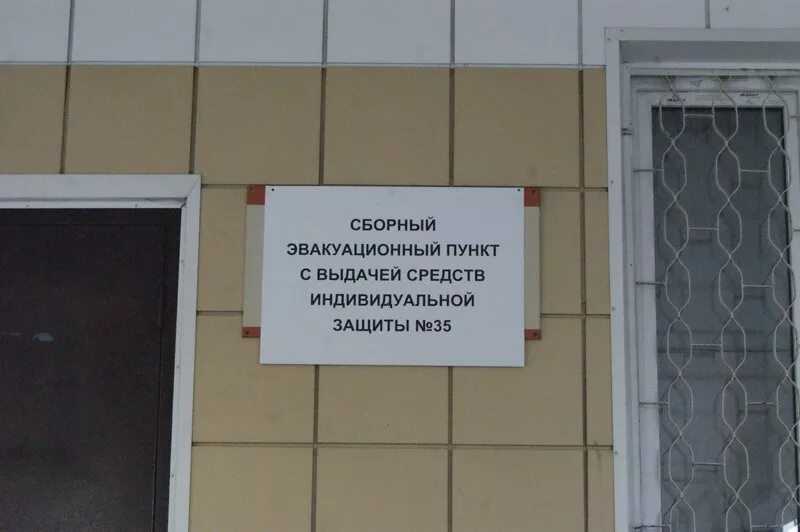 СБОРНЫЙ
ЭВАКУАЦИОННЫЙ ПУНКТ
С ВЫДАЧЕЙ СРЕДСТВ
ИНДИВИДУАЛЬНОЙ
ЗАЩИТЫ №35